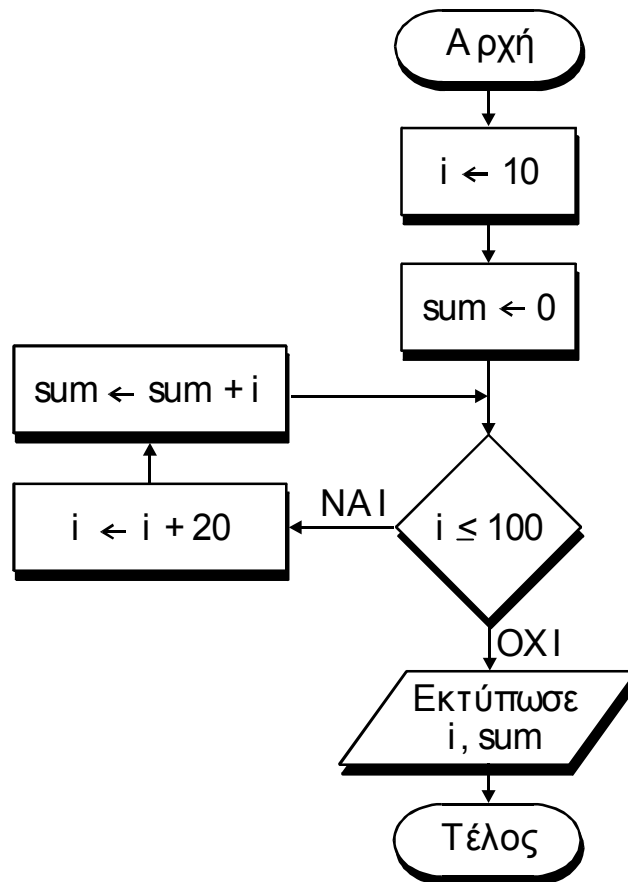 Αρχή
i ← 10
sum ← 0
sum ← sum + i
i ← i + 20
ΝΑΙ
i ≤ 100
ΟΧΙ
Εκτύπωσε
i, sum
Τέλος